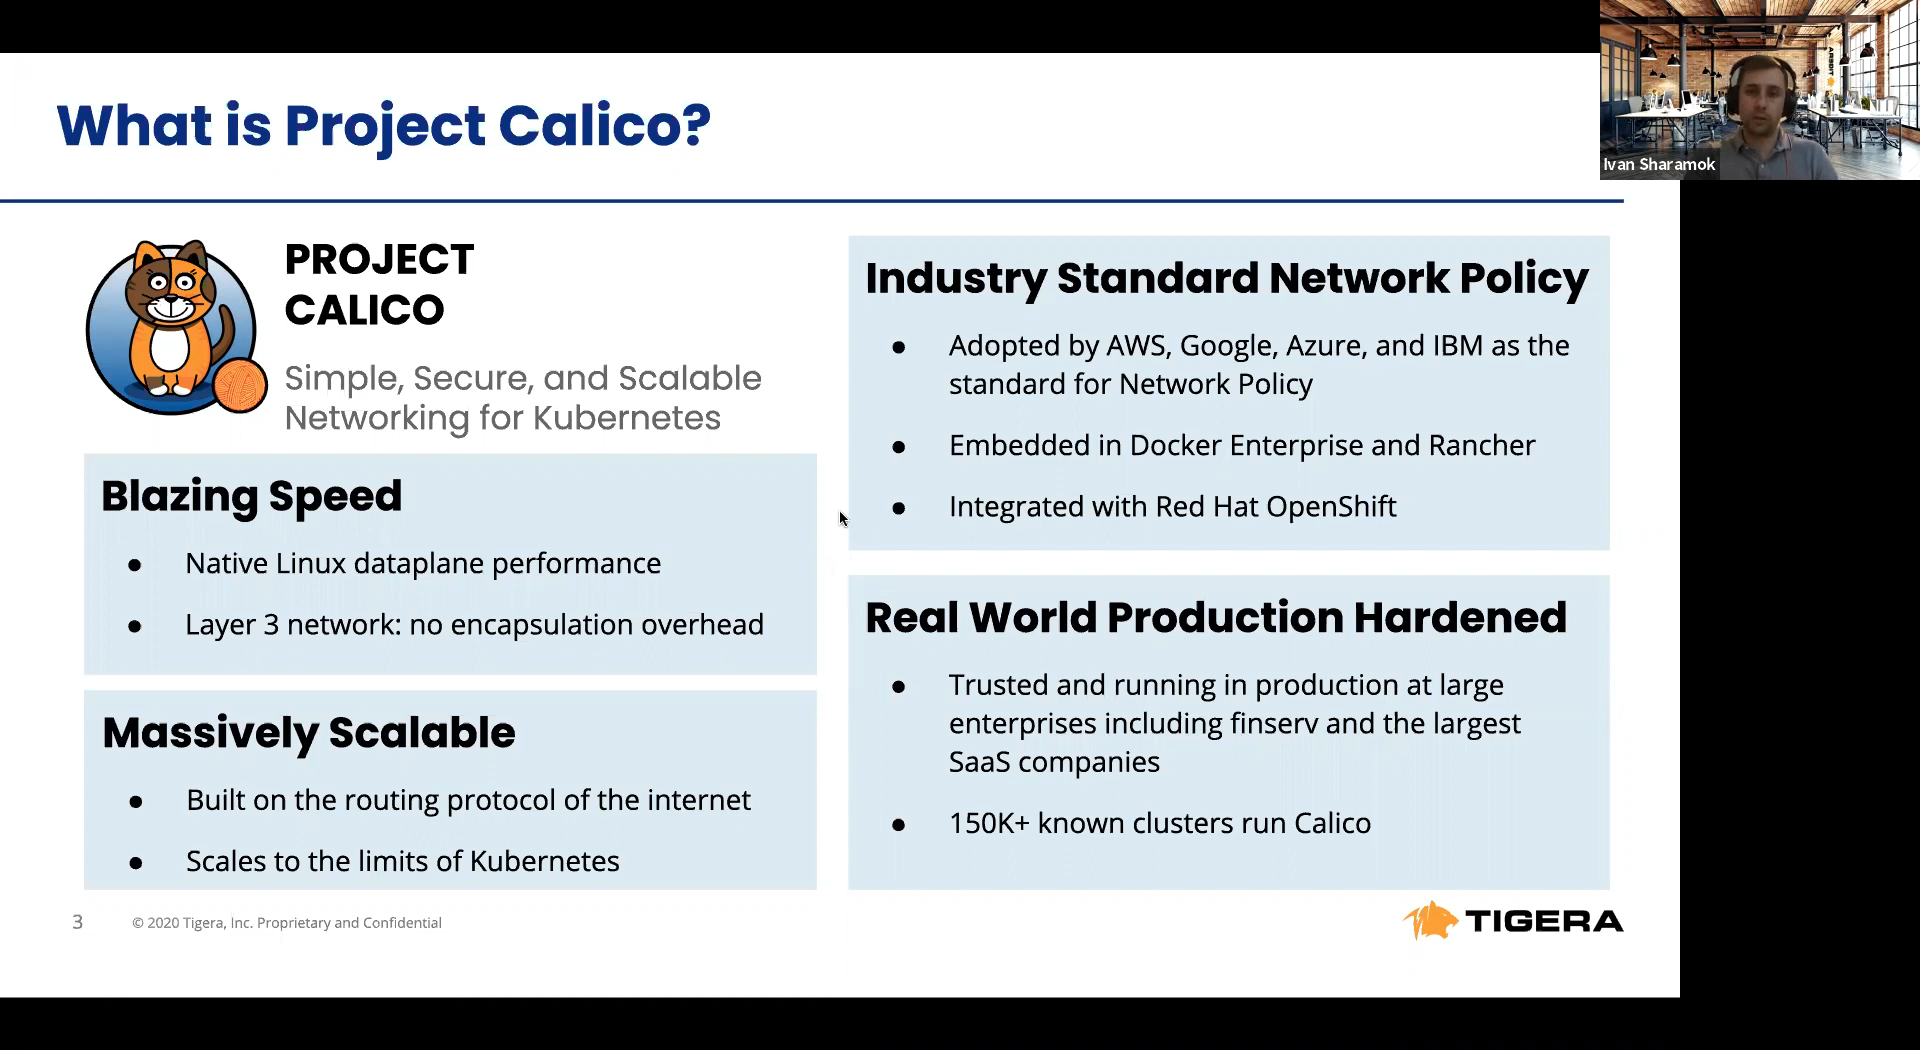 What is Project Calico?
Ivan Sharamok
PROJECT
CALICO
Simple, Secure, and Scalable
Networking for Kubernetes
Blazing Speed
● Native Linux dataplane performance
● Layer 3 network: no encapsulation overhead
Massively Scalable
● Built on the routing protocol of the internet
● Scales to the limits of Kubernetes
Industry Standard Network Policy
● Adopted by AWS, Google, Azure, and IBM as the
standard for Network Policy
● Embedded in Docker Enterprise and Rancher
● Integrated with Red Hat OpenShift
Real World Production Hardened
● Trusted and running in production at large
enterprises including finserv and the largest
SaaS companies
● 150K+ known clusters run Calico
3
© 2020 Tigera, Inc. Proprietary and Confidential
TIGERA